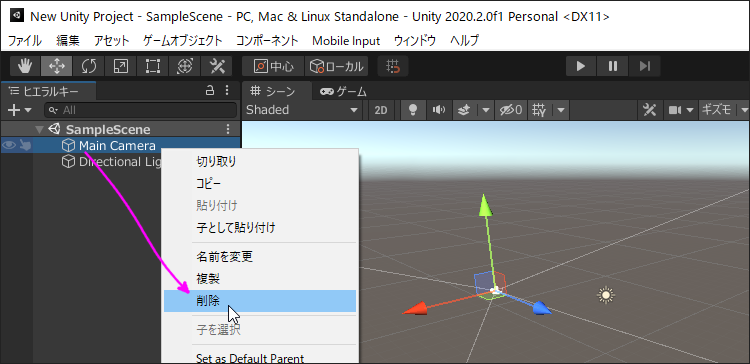 New Unity Project - SampleScene - PC, Mac & Linux Standalone - Unity 2020.2.0f1 Personal <DX11>
ファイル 編集 アセット ゲームオブジェクト コンポーネント Mobile Input ウィンドウ ヘルプ
中心 ローカル
ヒエラルキー
シーン ゲーム
All
Shaded 2D 0 ギズモ
SampleScene
Main Camera
Directional Lig
切り取り
コピー
貼り付け
子として貼り付け
名前を変更
複製
削除
子を選択
Set as Default Parent